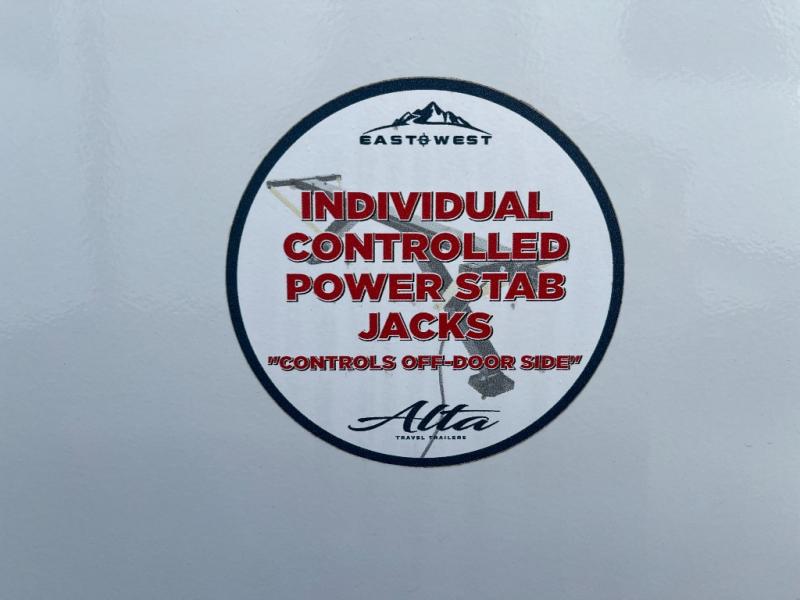 EAST WEST
INDIVIDUAL
CONTROLLED
POWER STAB
JACKS
"CONTROLS OFF-DOOR SIDE"
Alta
TRAVEL TRAILERS